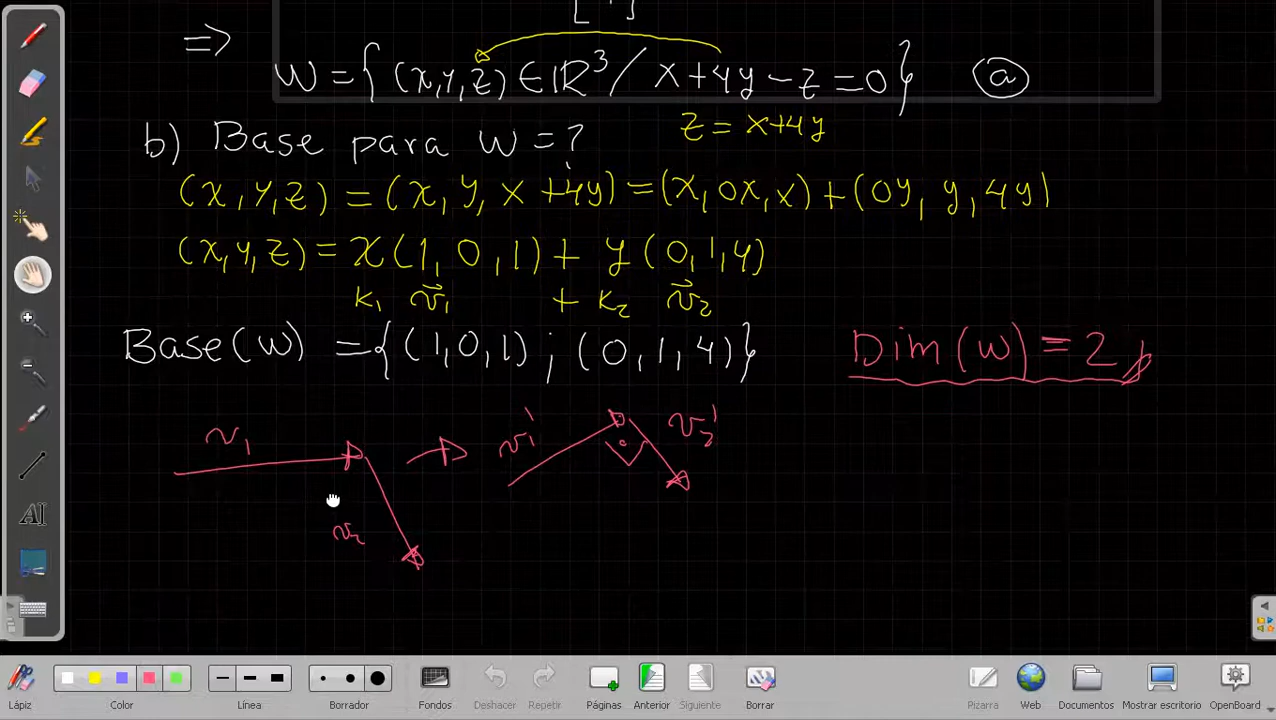 =>
W = { (x,y,z) ∈ IR³ / x+4y-z=0 } (a)
z = x+4y
b) Base para W = ?
(x,y,z) = (x, y, x+4y) = (x, 0x, x) + (0y, y, 4y)
(x,y,z) = x(1, 0, 1) + y(0,1,4)
k₁ v⃗₁ + k₂ v⃗₂
Base(W) = { (1,0,1) ; (0,1,4) } Dim(W) = 2
v₁ v₁' v₂'
v₂
Lápiz Color Línea Borrador Fondos Deshacer Repetir Páginas Anterior Siguiente Borrar Pizarra Web Documentos Mostrar escritorio OpenBoard